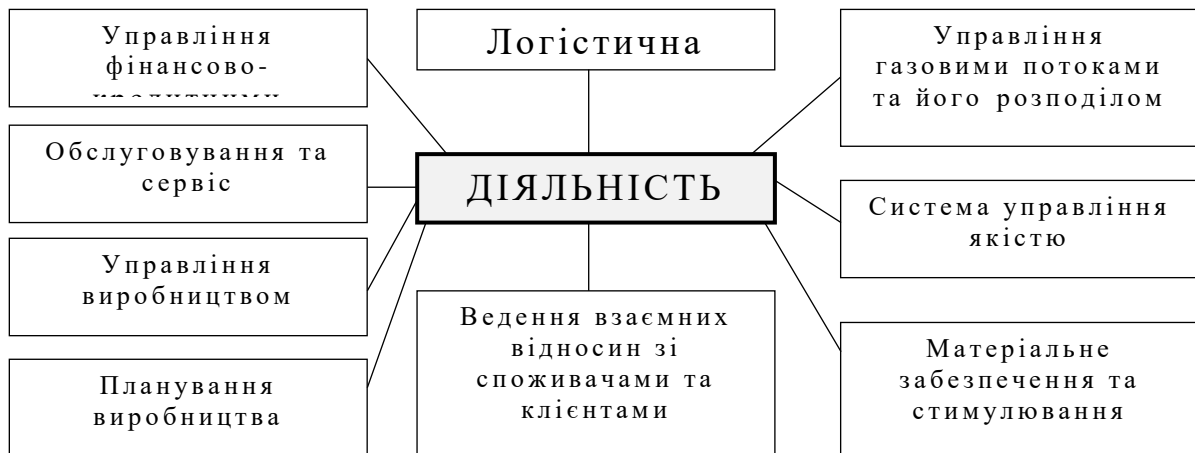 Управління
фінансово-
Логістична
Управління
газовими потоками
та його розподілом
Обслуговування та
сервіс
ДІЯЛЬНІСТЬ
Система управління
якістю
Управління
виробництвом
Ведення взаємних
відносин зі
споживачами та
клієнтами
Матеріальне
забезпечення та
стимулювання
Планування
виробництва